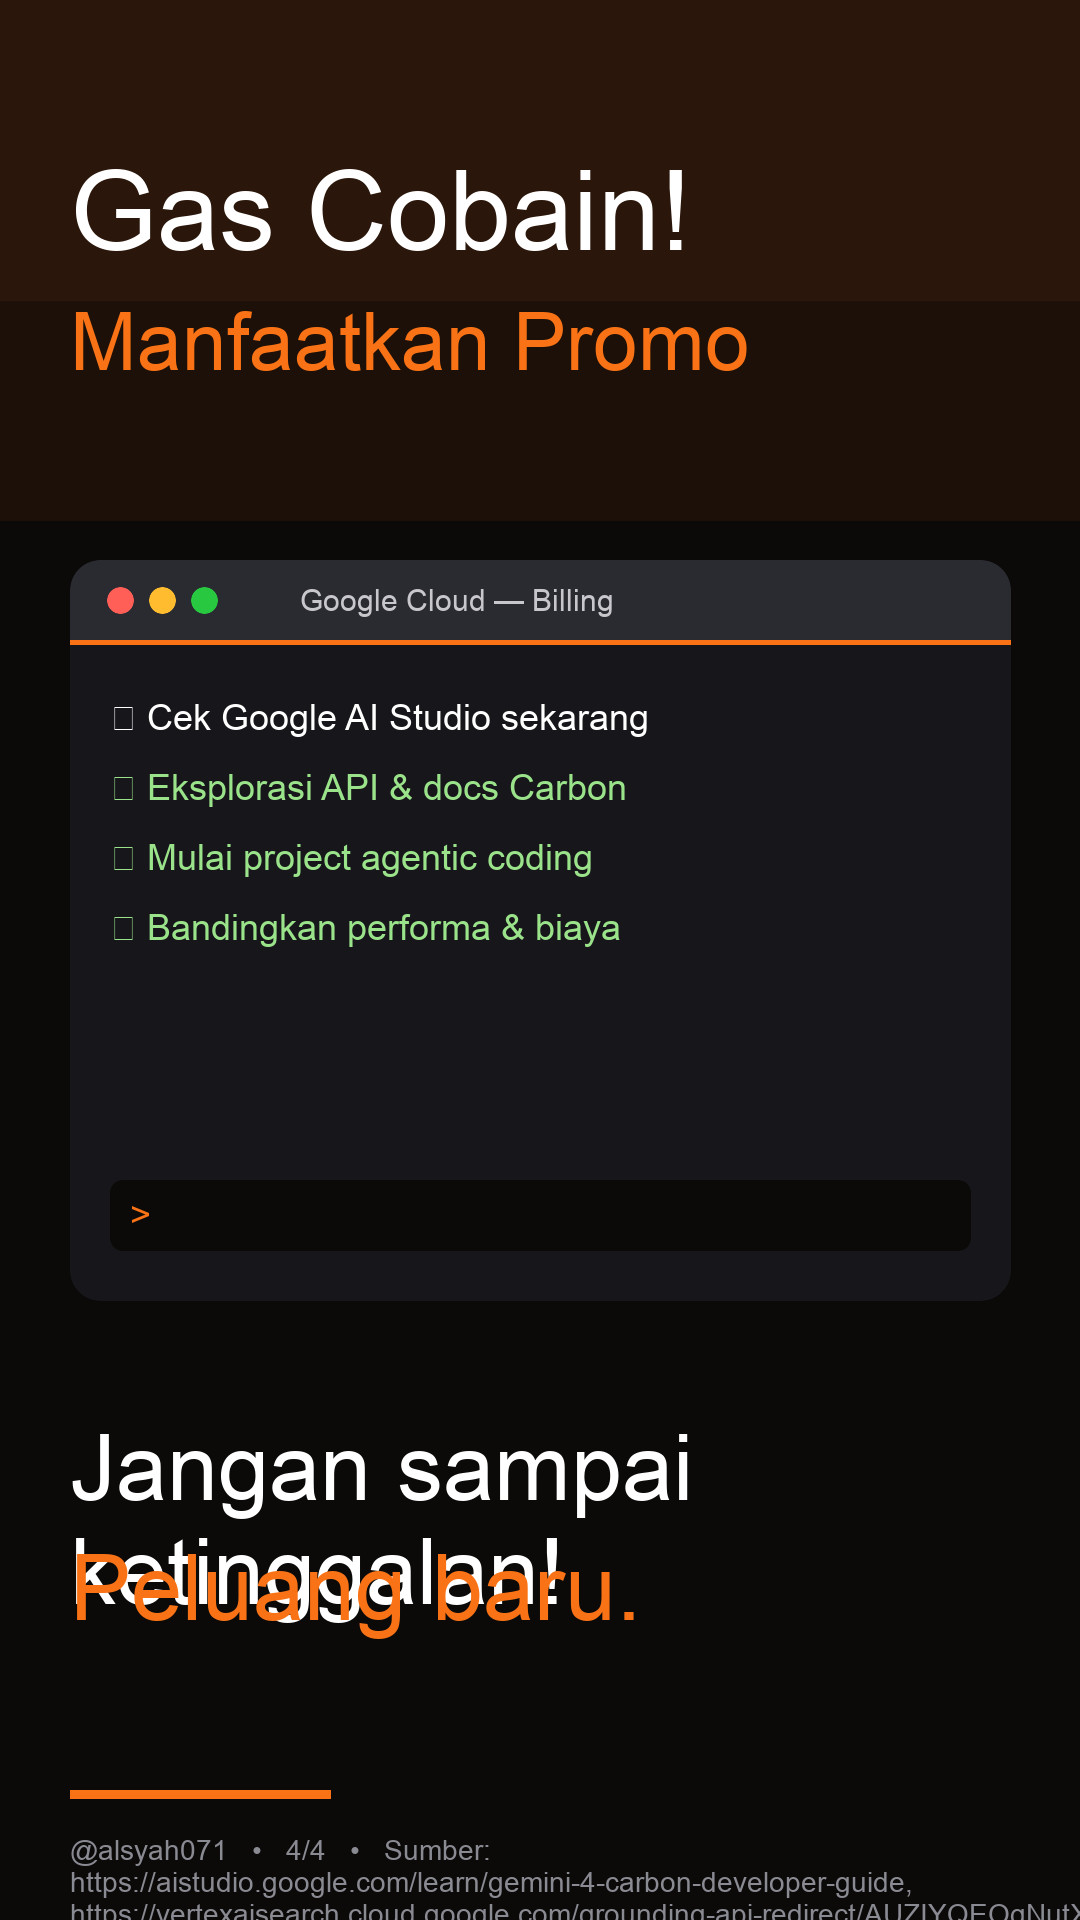 Gas Cobain!
Manfaatkan Promo
Google Cloud — Billing
Cek Google AI Studio sekarang
Eksplorasi API & docs Carbon
Mulai project agentic coding
Bandingkan performa & biaya
>
Jangan sampai
ketinggalan!
Peluang baru.
@alsyah071 • 4/4 • Sumber:
https://aistudio.google.com/learn/gemini-4-carbon-developer-guide,